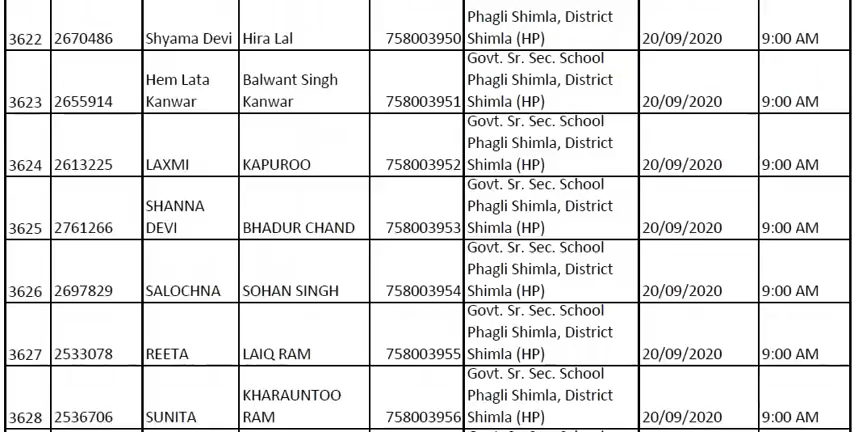 Phagli Shimla, District
3622 2670486 Shyama Devi Hira Lal 758003950 Shimla (HP) 20/09/2020 9:00 AM
Govt. Sr. Sec. School
Hem Lata Balwant Singh Phagli Shimla, District
3623 2655914 Kanwar Kanwar 758003951 Shimla (HP) 20/09/2020 9:00 AM
Govt. Sr. Sec. School
Phagli Shimla, District
3624 2613225 LAXMI KAPUROO 758003952 Shimla (HP) 20/09/2020 9:00 AM
Govt. Sr. Sec. School
SHANNA Phagli Shimla, District
3625 2761266 DEVI BHADUR CHAND 758003953 Shimla (HP) 20/09/2020 9:00 AM
Govt. Sr. Sec. School
Phagli Shimla, District
3626 2697829 SALOCHNA SOHAN SINGH 758003954 Shimla (HP) 20/09/2020 9:00 AM
Govt. Sr. Sec. School
Phagli Shimla, District
3627 2533078 REETA LAIQ RAM 758003955 Shimla (HP) 20/09/2020 9:00 AM
Govt. Sr. Sec. School
KHARAUNTOO Phagli Shimla, District
3628 2536706 SUNITA RAM 758003956 Shimla (HP) 20/09/2020 9:00 AM